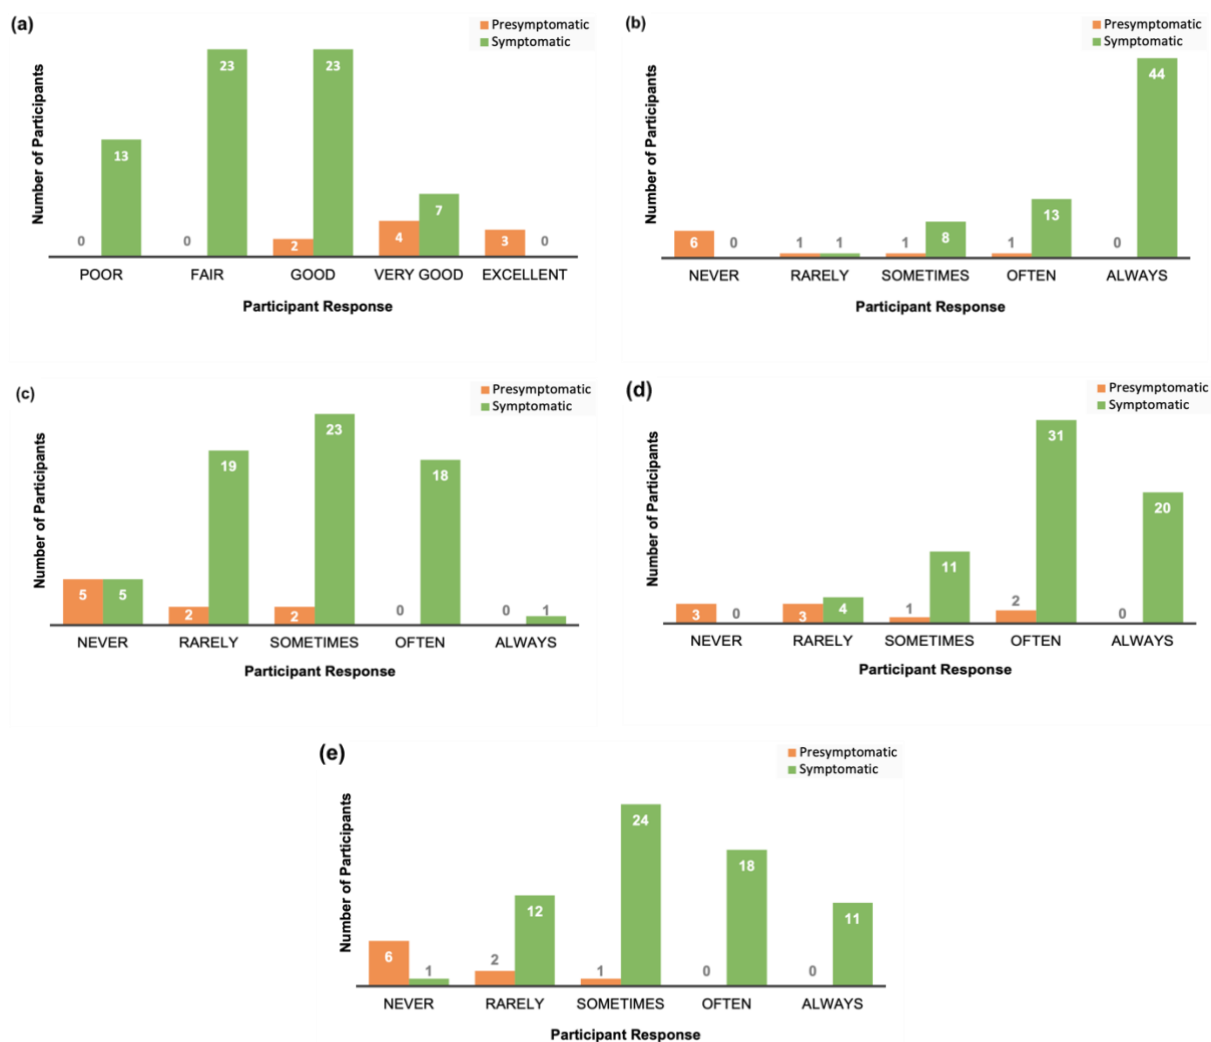 (a)
Presymptomatic
Symptomatic
Number of Participants
0 13 0 23 2 23 4 7 3 0
POOR FAIR GOOD VERY GOOD EXCELLENT
Participant Response
(b)
Presymptomatic
Symptomatic
Number of Participants
6 0 1 1 1 8 1 13 0 44
NEVER RARELY SOMETIMES OFTEN ALWAYS
Participant Response
(c)
Presymptomatic
Symptomatic
Number of Participants
5 5 2 19 2 23 0 18 0 1
NEVER RARELY SOMETIMES OFTEN ALWAYS
Participant Response
(d)
Presymptomatic
Symptomatic
Number of Participants
3 0 3 4 1 11 2 31 0 20
NEVER RARELY SOMETIMES OFTEN ALWAYS
Participant Response
(e)
Presymptomatic
Symptomatic
Number of Participants
6 1 2 12 1 24 0 18 0 11
NEVER RARELY SOMETIMES OFTEN ALWAYS
Participant Response